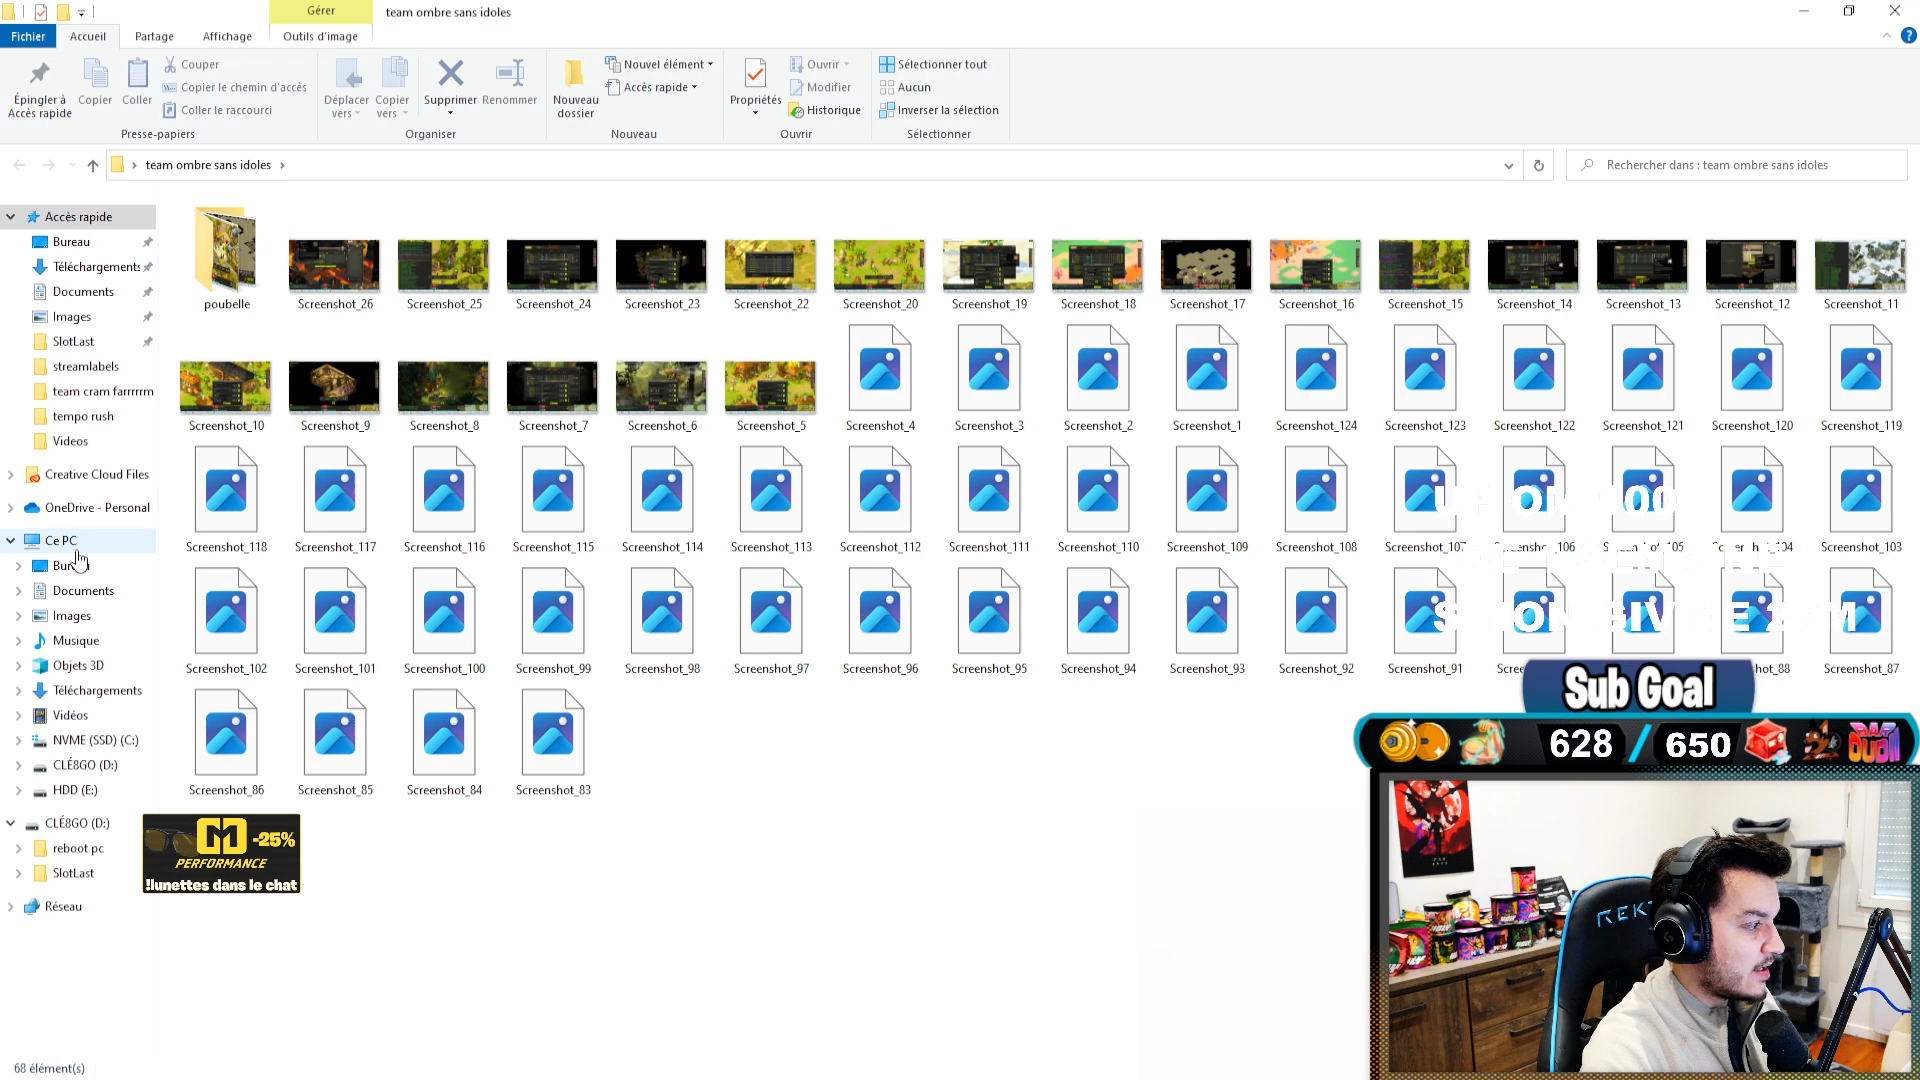 Gérer
team ombre sans idoles
Fichier
Accueil
Partage
Affichage
Outils d'image
Épingler à
Accès rapide
Copier
Coller
Couper
Copier le chemin d'accès
Coller le raccourci
Presse-papiers
Déplacer
vers
Copier
vers
Supprimer
Renommer
Organiser
Nouveau
dossier
Nouvel élément
Accès rapide
Nouveau
Propriétés
Ouvrir
Modifier
Historique
Ouvrir
Sélectionner tout
Aucun
Inverser la sélection
Sélectionner
team ombre sans idoles
Rechercher dans : team ombre sans idoles
Accès rapide
Bureau
Téléchargements
Documents
Images
SlotLast
streamlabels
team cram farrrrrm
tempo rush
Videos
Creative Cloud Files
OneDrive - Personal
Ce PC
Documents
Images
Musique
Objets 3D
Téléchargements
Vidéos
NVME (SSD) (C:)
CLÉ8GO (D:)
HDD (E:)
CLÉ8GO (D:)
reboot pc
SlotLast
Réseau
68 élément(s)
poubelle
Screenshot_26
Screenshot_25
Screenshot_24
Screenshot_23
Screenshot_22
Screenshot_20
Screenshot_19
Screenshot_18
Screenshot_17
Screenshot_16
Screenshot_15
Screenshot_14
Screenshot_13
Screenshot_12
Screenshot_11
Screenshot_10
Screenshot_9
Screenshot_8
Screenshot_7
Screenshot_6
Screenshot_5
Screenshot_4
Screenshot_3
Screenshot_2
Screenshot_1
Screenshot_124
Screenshot_123
Screenshot_122
Screenshot_121
Screenshot_120
Screenshot_119
Screenshot_118
Screenshot_117
Screenshot_116
Screenshot_115
Screenshot_114
Screenshot_113
Screenshot_112
Screenshot_111
Screenshot_110
Screenshot_109
Screenshot_108
Screenshot_107
Screenshot_103
Screenshot_102
Screenshot_101
Screenshot_100
Screenshot_99
Screenshot_98
Screenshot_97
Screenshot_96
Screenshot_95
Screenshot_94
Screenshot_93
Screenshot_92
Screenshot_91
Screenshot_87
Screenshot_86
Screenshot_85
Screenshot_84
Screenshot_83
M -25%
PERFORMANCE
!lunettes dans le chat
Sub Goal
628 / 650
REKT